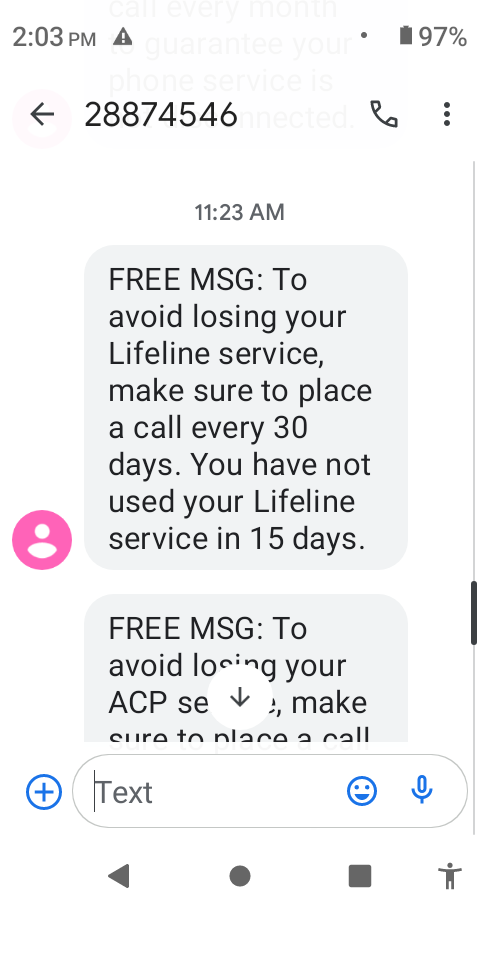 call every month
to guarantee your
phone service is
nnected.
2:03 PM
97%
28874546
11:23 AM
FREE MSG: To
avoid losing your
Lifeline service,
make sure to place
a call every 30
days. You have not
used your Lifeline
service in 15 days.
FREE MSG: To
avoid losing your
ACP se e, make
sure to place a call
Text